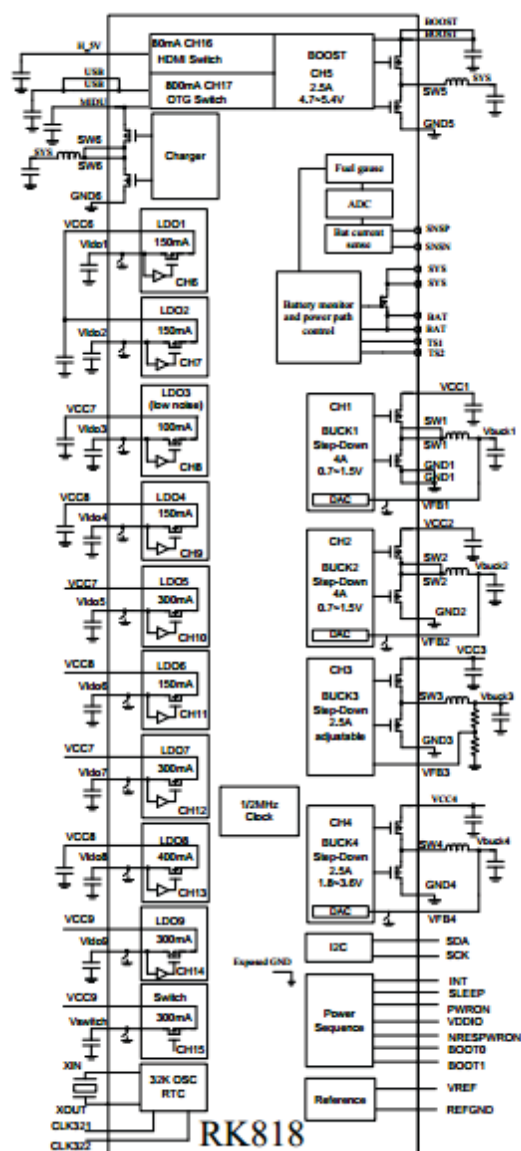 H_5V
80mA CH16
HDMI Switch
USB
USB
800mA CH17
OTG Switch
BOOST
CH5
2.5A
4.7~5.4V
BOOST
BOOST
SW5
SYS
GND5
MIDU
SW6
SYS
SW6
GND6
Charger
Fuel gauge
ADC
Bat current
sense
SNSP
SNSN
Battery monitor
and power path
control
SYS
SYS
BAT
BAT
TS1
TS2
VCC6
Vldo1
LDO1
150mA
CH6
Vldo2
LDO2
150mA
CH7
VCC7
Vldo3
LDO3
(low noise)
100mA
CH8
VCC8
Vldo4
LDO4
150mA
CH9
VCC7
Vldo5
LDO5
300mA
CH10
VCC8
Vldo6
LDO6
150mA
CH11
VCC7
Vldo7
LDO7
300mA
CH12
VCC8
Vldo8
LDO8
400mA
CH13
VCC9
Vldo9
LDO9
300mA
CH14
VCC9
Vswitch
Switch
300mA
CH15
XIN
XOUT
CLK321
CLK322
32K OSC
RTC
CH1
BUCK1
Step-Down
4A
0.7~1.5V
DAC
VCC1
SW1
SW1
Vbuck1
GND1
GND1
VFB1
CH2
BUCK2
Step-Down
4A
0.7~1.5V
DAC
VCC2
SW2
SW2
Vbuck2
GND2
VFB2
CH3
BUCK3
Step-Down
2.5A
adjustable
VCC3
SW3
Vbuck3
GND3
VFB3
1/2MHz
Clock
CH4
BUCK4
Step-Down
2.5A
1.8~3.6V
DAC
VCC4
SW4
Vbuck4
GND4
VFB4
I2C
SDA
SCK
Exposed GND
Power
Sequence
INT
SLEEP
PWRON
VDDIO
NRESPWRON
BOOT0
BOOT1
Reference
VREF
REFGND
RK818